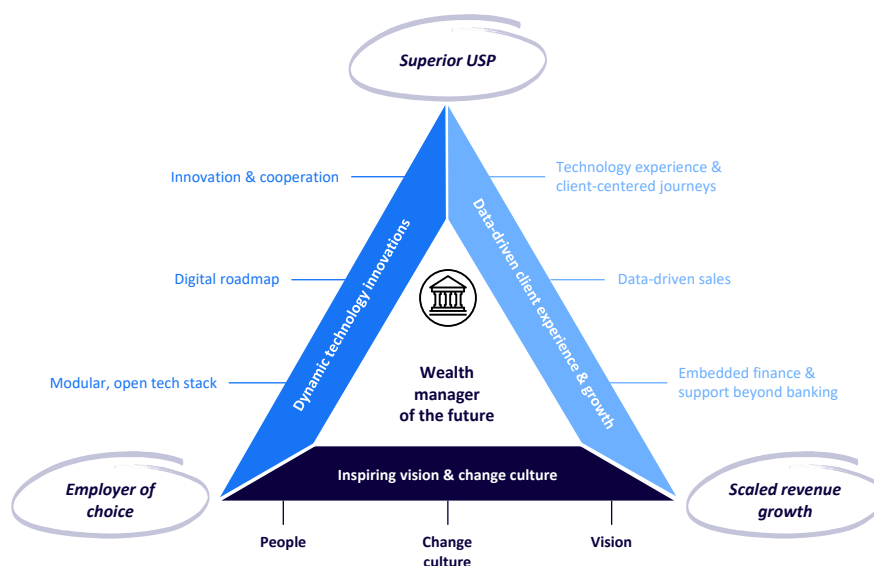 Superior USP
Innovation & cooperation
Technology experience &
client-centered journeys
Digital roadmap
Data-driven sales
Modular, open tech stack
Embedded finance &
support beyond banking
Dynamic technology innovations
Data-driven client experience & growth
Wealth
manager
of the future
Inspiring vision & change culture
Employer of
choice
Scaled revenue
growth
People
Change
culture
Vision